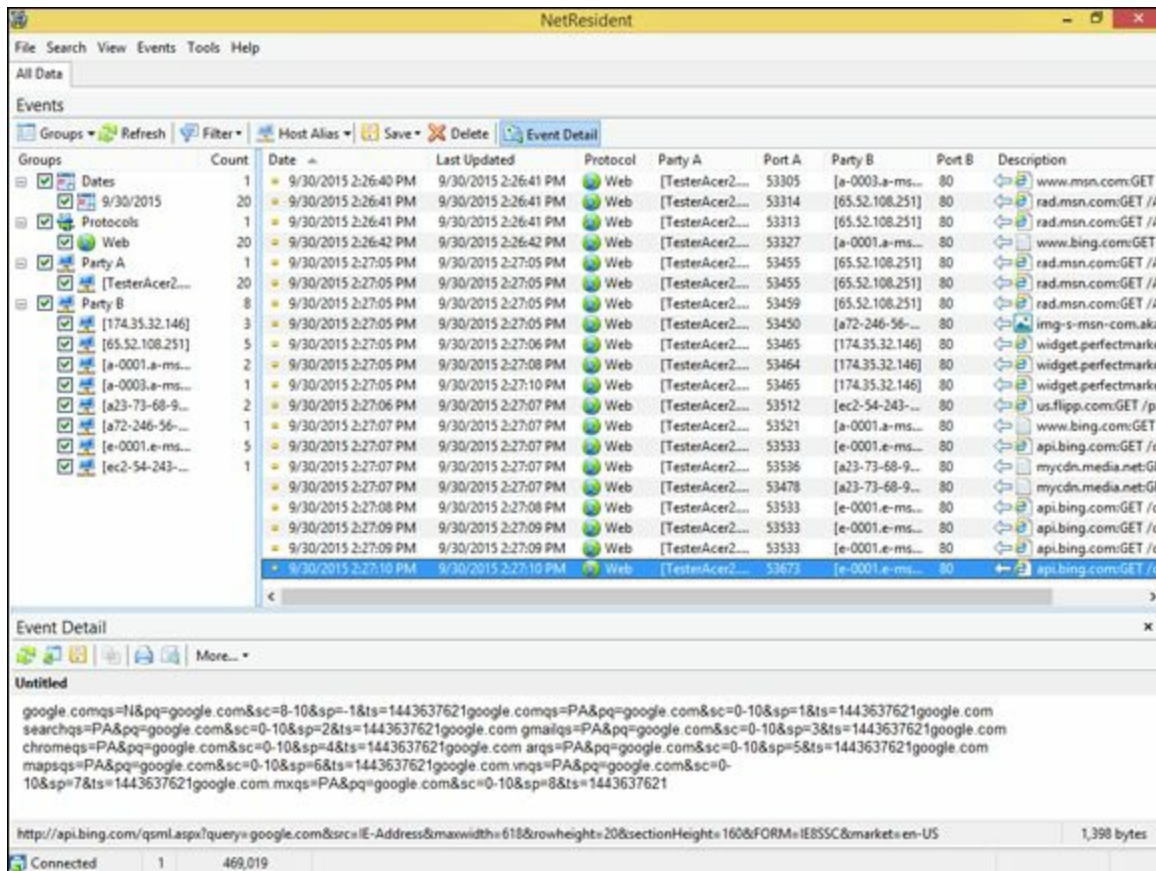 NetResident
File Search View Events Tools Help
All Data
Events
Groups Refresh Filter Host Alias Save Delete Event Detail
Groups Count Date Last Updated Protocol Party A Port A Party B Port B Description
Dates 1 9/30/2015 2:26:40 PM 9/30/2015 2:26:41 PM Web [TesterAcer2.... 53305 [a-0003.a-ms... 80 www.msn.com:GET
9/30/2015 20 9/30/2015 2:26:41 PM 9/30/2015 2:26:41 PM Web [TesterAcer2.... 53314 [65.52.108.251] 80 rad.msn.com:GET /A
Protocols 1 9/30/2015 2:26:41 PM 9/30/2015 2:26:41 PM Web [TesterAcer2.... 53313 [65.52.108.251] 80 rad.msn.com:GET /A
Web 20 9/30/2015 2:26:42 PM 9/30/2015 2:26:42 PM Web [TesterAcer2.... 53327 [a-0001.a-ms... 80 www.bing.com:GET
Party A 1 9/30/2015 2:27:05 PM 9/30/2015 2:27:05 PM Web [TesterAcer2.... 53455 [65.52.108.251] 80 rad.msn.com:GET /A
[TesterAcer2.... 20 9/30/2015 2:27:05 PM 9/30/2015 2:27:05 PM Web [TesterAcer2.... 53455 [65.52.108.251] 80 rad.msn.com:GET /A
Party B 8 9/30/2015 2:27:05 PM 9/30/2015 2:27:05 PM Web [TesterAcer2.... 53459 [65.52.108.251] 80 rad.msn.com:GET /A
[174.35.32.146] 3 9/30/2015 2:27:05 PM 9/30/2015 2:27:05 PM Web [TesterAcer2.... 53450 [a72-246-56-... 80 img-s-msn-com.aka
[65.52.108.251] 5 9/30/2015 2:27:05 PM 9/30/2015 2:27:06 PM Web [TesterAcer2.... 53465 [174.35.32.146] 80 widget.perfectmarke
[a-0001.a-ms... 2 9/30/2015 2:27:05 PM 9/30/2015 2:27:08 PM Web [TesterAcer2.... 53464 [174.35.32.146] 80 widget.perfectmarke
[a-0003.a-ms... 1 9/30/2015 2:27:05 PM 9/30/2015 2:27:10 PM Web [TesterAcer2.... 53465 [174.35.32.146] 80 widget.perfectmarke
[a23-73-68-9... 2 9/30/2015 2:27:06 PM 9/30/2015 2:27:07 PM Web [TesterAcer2.... 53512 [ec2-54-243-... 80 us.flipp.com:GET /p
[a72-246-56-... 1 9/30/2015 2:27:07 PM 9/30/2015 2:27:07 PM Web [TesterAcer2.... 53521 [a-0001.a-ms... 80 www.bing.com:GET
[e-0001.e-ms... 5 9/30/2015 2:27:07 PM 9/30/2015 2:27:07 PM Web [TesterAcer2.... 53533 [e-0001.e-ms... 80 api.bing.com:GET /c
[ec2-54-243-... 1 9/30/2015 2:27:07 PM 9/30/2015 2:27:07 PM Web [TesterAcer2.... 53536 [a23-73-68-9... 80 mycdn.media.net:GI
9/30/2015 2:27:07 PM 9/30/2015 2:27:07 PM Web [TesterAcer2.... 53478 [a23-73-68-9... 80 mycdn.media.net:GI
9/30/2015 2:27:08 PM 9/30/2015 2:27:08 PM Web [TesterAcer2.... 53533 [e-0001.e-ms... 80 api.bing.com:GET /c
9/30/2015 2:27:09 PM 9/30/2015 2:27:09 PM Web [TesterAcer2.... 53533 [e-0001.e-ms... 80 api.bing.com:GET /c
9/30/2015 2:27:09 PM 9/30/2015 2:27:09 PM Web [TesterAcer2.... 53533 [e-0001.e-ms... 80 api.bing.com:GET /c
9/30/2015 2:27:10 PM 9/30/2015 2:27:10 PM Web [TesterAcer2.... 53673 [e-0001.e-ms... 80 api.bing.com:GET /c
Event Detail
More...
Untitled
google.comqs=N&pq=google.com&sc=8-10&sp=-1&ts=1443637621google.comqs=PA&pq=google.com&sc=0-10&sp=1&ts=1443637621google.com
searchqs=PA&pq=google.com&sc=0-10&sp=2&ts=1443637621google.com gmailqs=PA&pq=google.com&sc=0-10&sp=3&ts=1443637621google.com
chromeqs=PA&pq=google.com&sc=0-10&sp=4&ts=1443637621google.com arqs=PA&pq=google.com&sc=0-10&sp=5&ts=1443637621google.com
mapsqs=PA&pq=google.com&sc=0-10&sp=6&ts=1443637621google.com.vnqs=PA&pq=google.com&sc=0-
10&sp=7&ts=1443637621google.com.mxqs=PA&pq=google.com&sc=0-10&sp=8&ts=1443637621
http://api.bing.com/qsml.aspx?query=google.com&src=IE-Address&maxwidth=618&rowheight=20&sectionHeight=160&FORM=IE8SSC&market=en-US 1,398 bytes
Connected 1 469,019